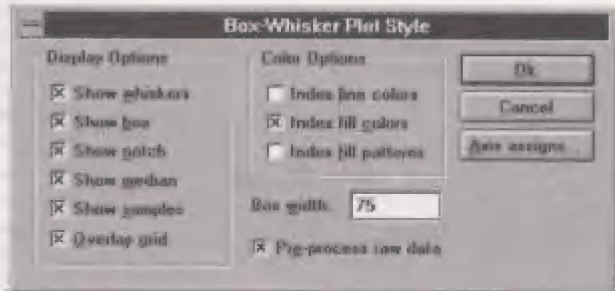 Box-Whisker Plot Style
Display Options
Show whiskers
Show box
Show notch
Show median
Show samples
Overlap grid
Color Options
Index line colors
Index fill colors
Index fill patterns
Box width: 75
Pre-process raw data
Ok
Cancel
Axis assigns...